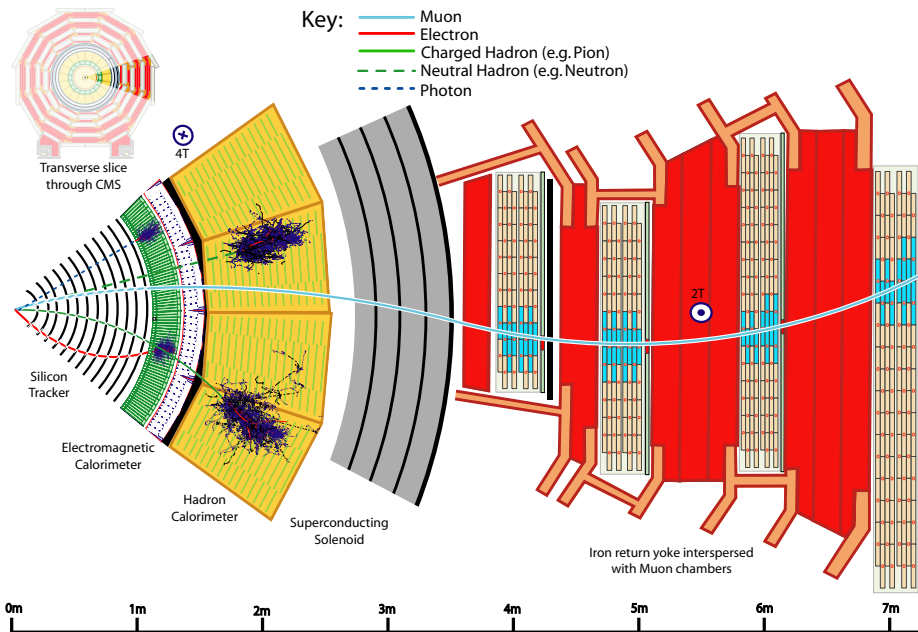 Key:
Muon
Electron
Charged Hadron (e.g. Pion)
Neutral Hadron (e.g. Neutron)
Photon
Transverse slice
through CMS
4T
2T
Silicon
Tracker
Electromagnetic
Calorimeter
Hadron
Calorimeter
Superconducting
Solenoid
Iron return yoke interspersed
with Muon chambers
0m 1m 2m 3m 4m 5m 6m 7m